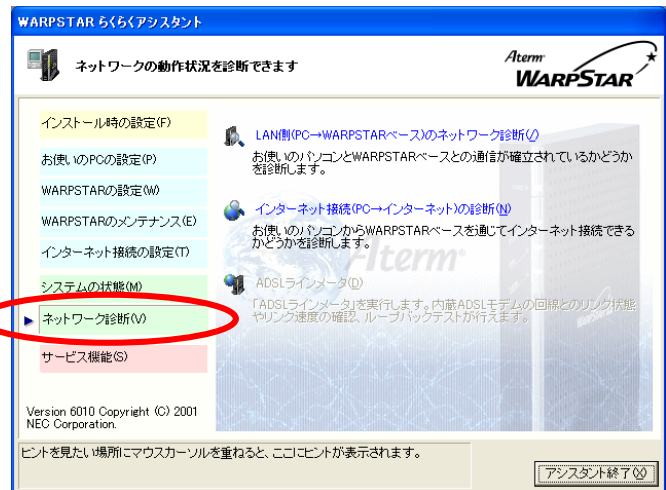 WARPSTAR らくらくアシスタント
ネットワークの動作状況を診断できます
Aterm
WARPSTAR
インストール時の設定(F)
お使いのPCの設定(P)
WARPSTARの設定(W)
WARPSTARのメンテナンス(E)
インターネット接続の設定(T)
システムの状態(M)
ネットワーク診断(V)
サービス機能(S)
Version 6010 Copyright (C) 2001
NEC Corporation.
LAN側(PC→WARPSTARベース)のネットワーク診断(I)
お使いのパソコンとWARPSTARベースとの通信が確立されているかどうか
を診断します。
インターネット接続(PC→インターネット)の診断(N)
お使いのパソコンからWARPSTARベースを通じてインターネット接続できる
かどうかを診断します。
Aterm
ADSLラインメータ(D)
「ADSLラインメータ」を実行します。内蔵ADSLモデムの回線とのリンク状態
やリンク速度の確認、ループバックテストが行えます。
ヒントを見たい場所にマウスカーソルを重ねると、ここにヒントが表示されます。
アシスタント終了(X)